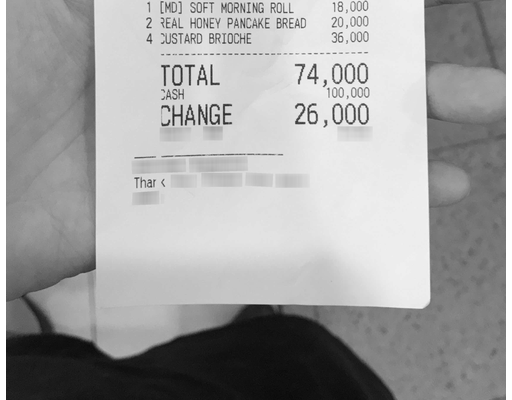 1 [MD] SOFT MORNING ROLL 18,000
2 REAL HONEY PANCAKE BREAD 20,000
4 CUSTARD BRIOCHE 36,000
TOTAL 74,000
CASH 100,000
CHANGE 26,000